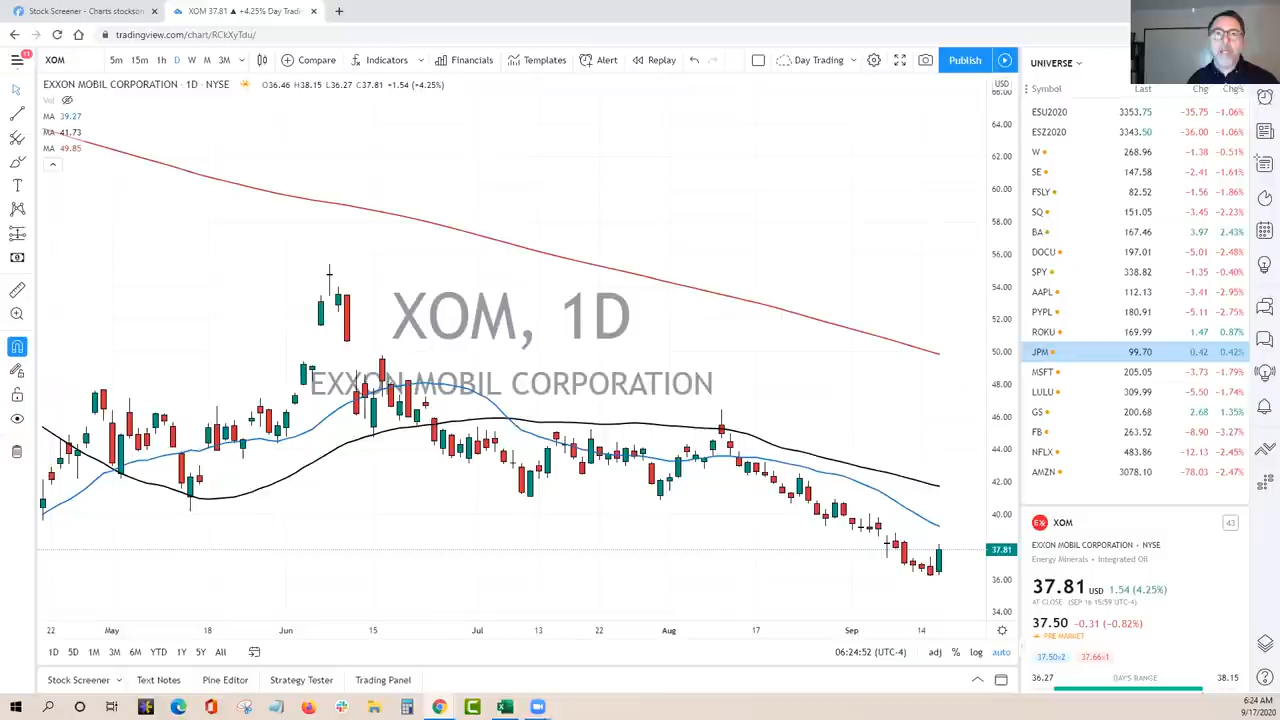 Stock Screener - Charts stockson
XOM 37.81 ▲ +4.25% Day Tradi
tradingview.com/chart/RCkXyTdu/
11
XOM 5m 15m 1h D W M 3M Compare Indicators Financials Templates Alert Replay Day Trading Publish
EXXON MOBIL CORPORATION · 1D · NYSE O36.46 H38.15 L36.27 C37.81 +1.54 (+4.25%)
Vol
MA 39.27
MA 41.73
MA 49.85
XOM, 1D
EXXON MOBIL CORPORATION
USD
66.00
64.00
62.00
60.00
58.00
56.00
54.00
52.00
50.00
48.00
46.00
44.00
42.00
40.00
37.81
36.00
34.00
22 May 18 Jun 15 Jul 13 22 Aug 17 Sep 14
1D 5D 1M 3M 6M YTD 1Y 5Y All 06:24:52 (UTC-4) adj % log auto
Stock Screener Text Notes Pine Editor Strategy Tester Trading Panel
UNIVERSE
Symbol Last Chg Chg%
ESU2020 3353.75 −35.75 −1.06%
ESZ2020 3343.50 −36.00 −1.06%
W 268.96 −1.38 −0.51%
SE 147.58 −2.41 −1.61%
FSLY 82.52 −1.56 −1.86%
SQ 151.05 −3.45 −2.23%
BA 167.46 3.97 2.43%
DOCU 197.01 −5.01 −2.48%
SPY 338.82 −1.35 −0.40%
AAPL 112.13 −3.41 −2.95%
PYPL 180.91 −5.11 −2.75%
ROKU 169.99 1.47 0.87%
JPM 99.70 0.42 0.42%
MSFT 205.05 −3.73 −1.79%
LULU 309.99 −5.50 −1.74%
GS 200.68 2.68 1.35%
FB 263.52 −8.90 −3.27%
NFLX 483.86 −12.13 −2.45%
AMZN 3078.10 −78.03 −2.47%
XOM 43
EXXON MOBIL CORPORATION • NYSE
Energy Minerals • Integrated Oil
37.81 USD 1.54 (4.25%)
AT CLOSE (SEP 16 15:59 UTC-4)
37.50 −0.31 (−0.82%)
PRE MARKET
37.50×2 37.66×1
36.27 DAY'S RANGE 38.15
6:24 AM
9/17/2020